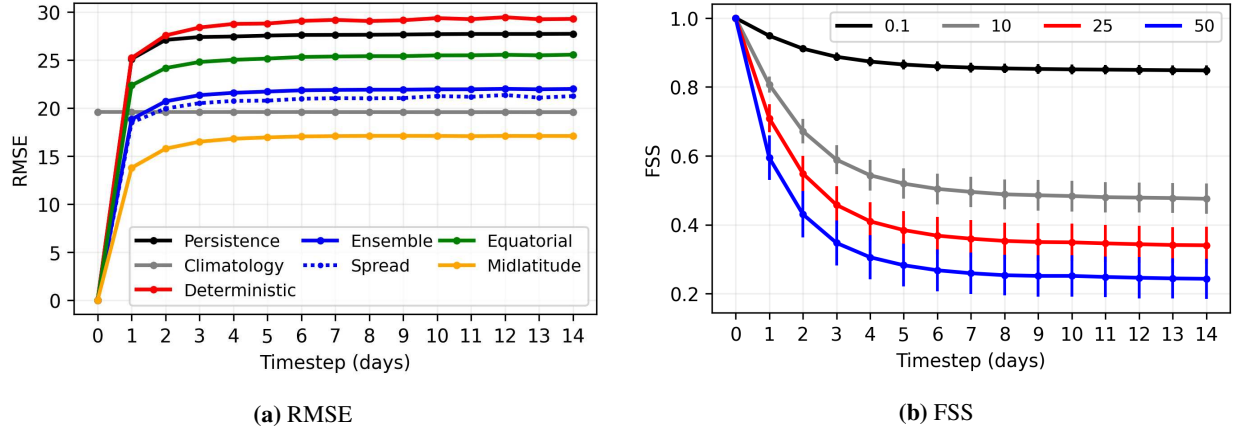 30
25
20
15
10
5
0
RMSE
Persistence
Climatology
Deterministic
Ensemble
Spread
Equatorial
Midlatitude
0 1 2 3 4 5 6 7 8 9 10 11 12 13 14
Timestep (days)
(a) RMSE
1.0
0.8
0.6
0.4
0.2
FSS
0.1 10 25 50
0 1 2 3 4 5 6 7 8 9 10 11 12 13 14
Timestep (days)
(b) FSS